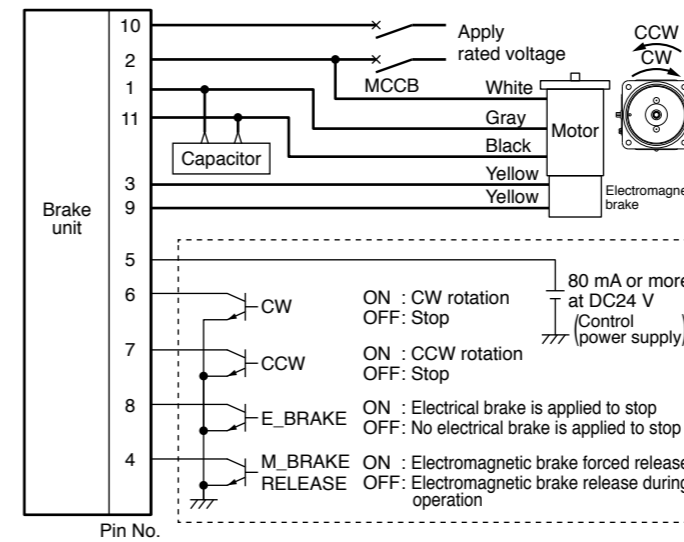 10
Apply
rated voltage
2
MCCB
CCW
CW
1
White
11
Gray
Black
Motor
Capacitor
3
Yellow
9
Yellow
Brake
unit
5
6
CW
ON : CW rotation
OFF: Stop
80 mA or more
at DC24 V
(Control
power supply)
7
CCW
ON : CCW rotation
OFF: Stop
8
E_BRAKE
ON : Electrical brake is applied to stop
OFF: No electrical brake is applied to stop
4
M_BRAKE
RELEASE
ON : Electromagnetic brake forced release
OFF: Electromagnetic brake release during
operation
brake
Pin No.